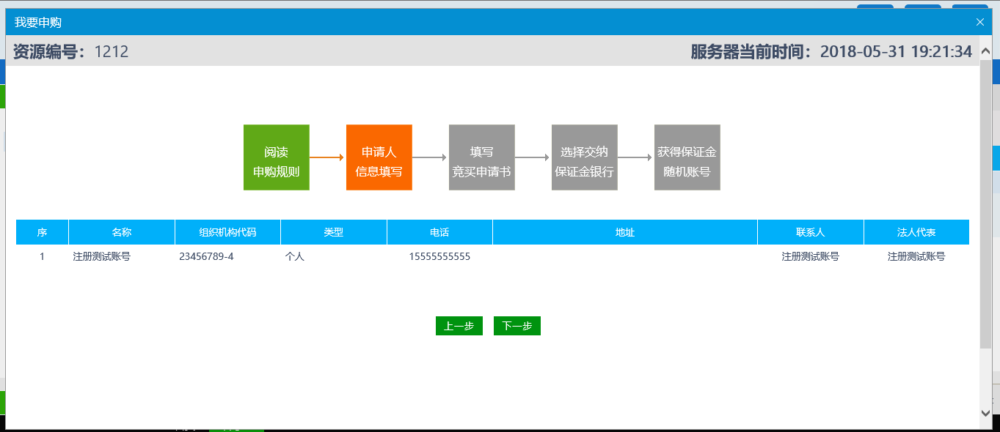 我要申购
资源编号：1212
服务器当前时间：2018-05-31 19:21:34
阅读
申购规则
申请人
信息填写
填写
竞买申请书
选择交纳
保证金银行
获得保证金
随机账号
序 名称 组织机构代码 类型 电话 地址 联系人 法人代表
1 注册测试账号 23456789-4 个人 15555555555 注册测试账号 注册测试账号
上一步 下一步